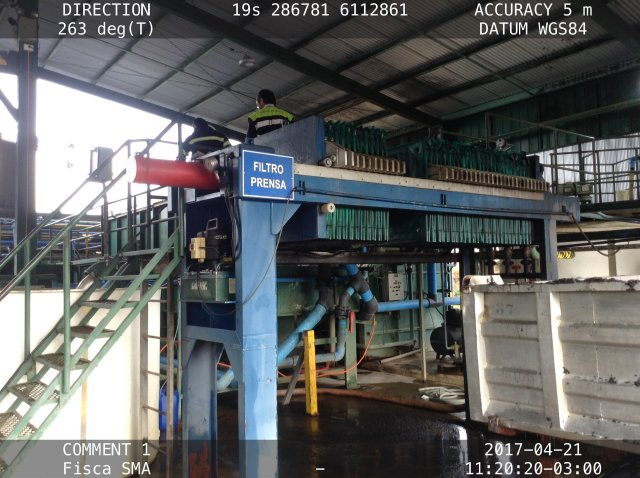 DIRECTION
263 deg(T)
19s 286781 6112861
ACCURACY 5 m
DATUM WGS84
FILTRO
PRENSA
COMMENT 1
Fisca SMA
–
2017-04-21
11:20:20-03:00